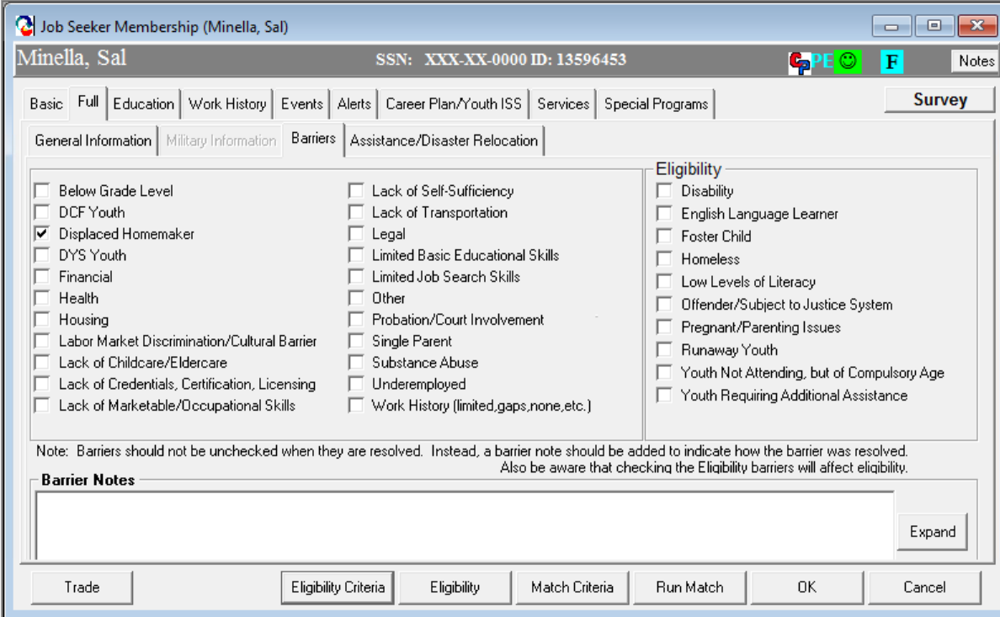 Job Seeker Membership (Minella, Sal)
Minella, Sal SSN: XXX-XX-0000 ID: 13596453 CP PE F Notes
Basic Full Education Work History Events Alerts Career Plan/Youth ISS Services Special Programs Survey
General Information Military Information Barriers Assistance/Disaster Relocation
Below Grade Level
DCF Youth
Displaced Homemaker
DYS Youth
Financial
Health
Housing
Labor Market Discrimination/Cultural Barrier
Lack of Childcare/Eldercare
Lack of Credentials, Certification, Licensing
Lack of Marketable/Occupational Skills
Lack of Self-Sufficiency
Lack of Transportation
Legal
Limited Basic Educational Skills
Limited Job Search Skills
Other
Probation/Court Involvement
Single Parent
Substance Abuse
Underemployed
Work History (limited,gaps,none,etc.)
Eligibility
Disability
English Language Learner
Foster Child
Homeless
Low Levels of Literacy
Offender/Subject to Justice System
Pregnant/Parenting Issues
Runaway Youth
Youth Not Attending, but of Compulsory Age
Youth Requiring Additional Assistance
Note: Barriers should not be unchecked when they are resolved. Instead, a barrier note should be added to indicate how the barrier was resolved.
Also be aware that checking the Eligibility barriers will affect eligibility.
Barrier Notes
Expand
Trade Eligibility Criteria Eligibility Match Criteria Run Match OK Cancel